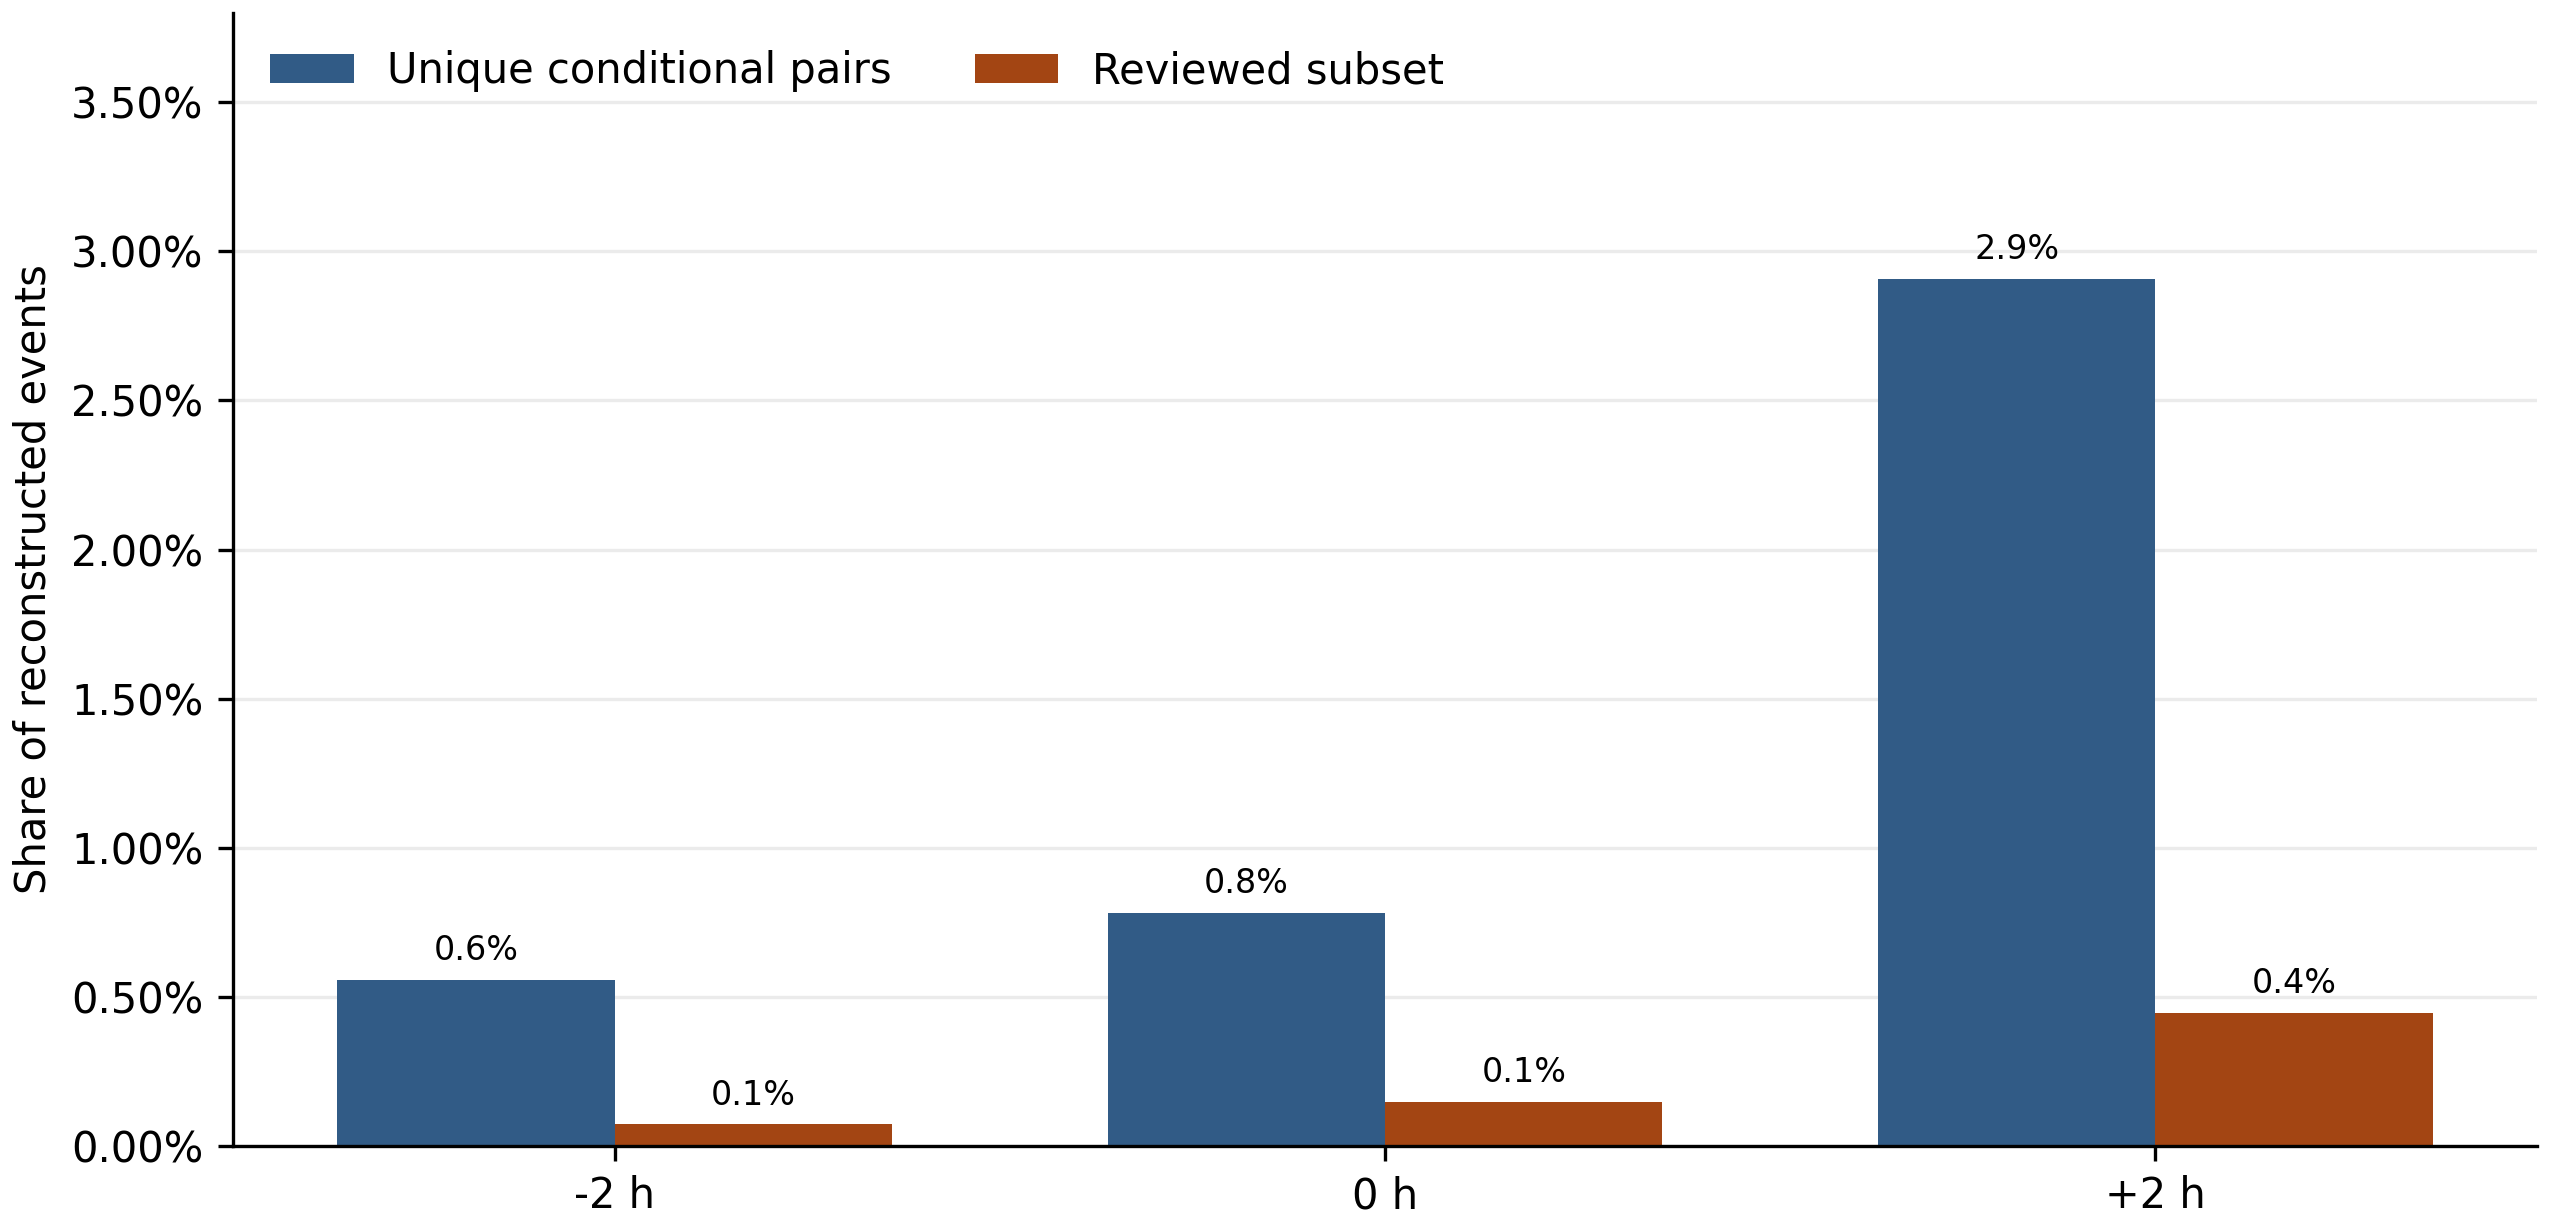 Unique conditional pairs
Reviewed subset
Share of reconstructed events
3.50%
3.00%
2.50%
2.00%
1.50%
1.00%
0.50%
0.00%
0.6%
0.1%
0.8%
0.1%
2.9%
0.4%
-2 h
0 h
+2 h